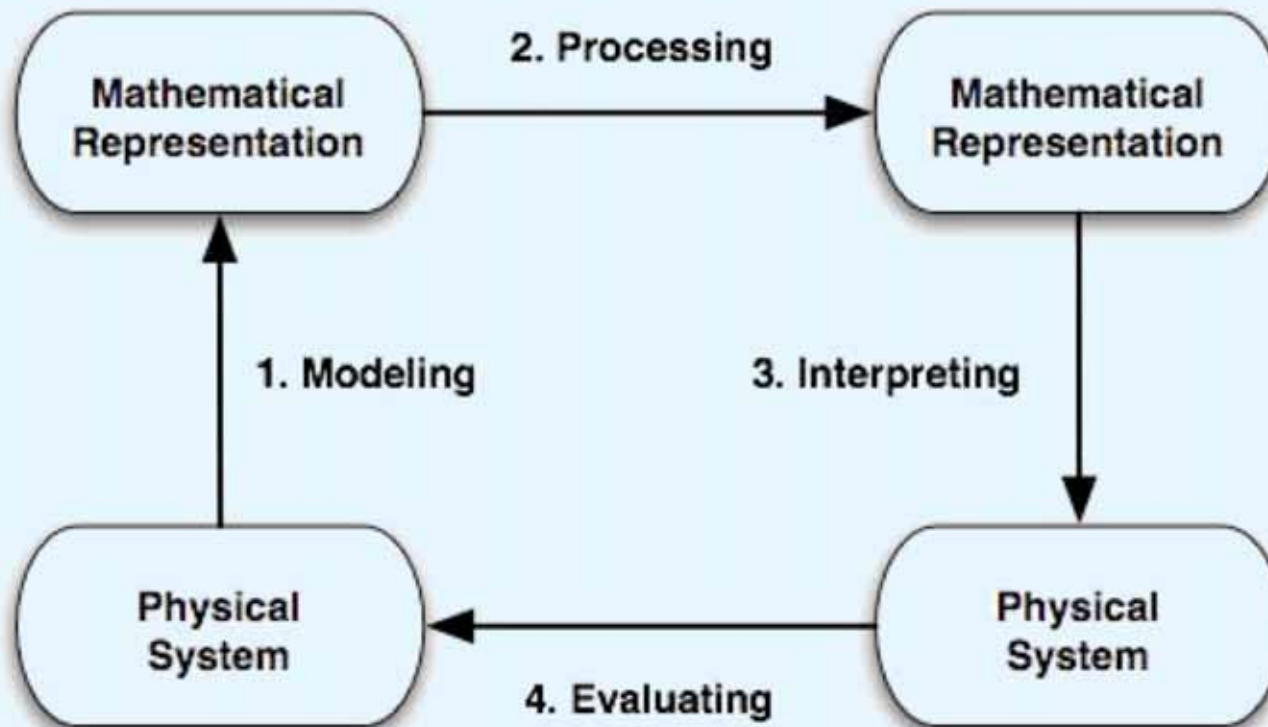 2. Processing
Mathematical
Representation
Mathematical
Representation
1. Modeling
3. Interpreting
Physical
System
Physical
System
4. Evaluating